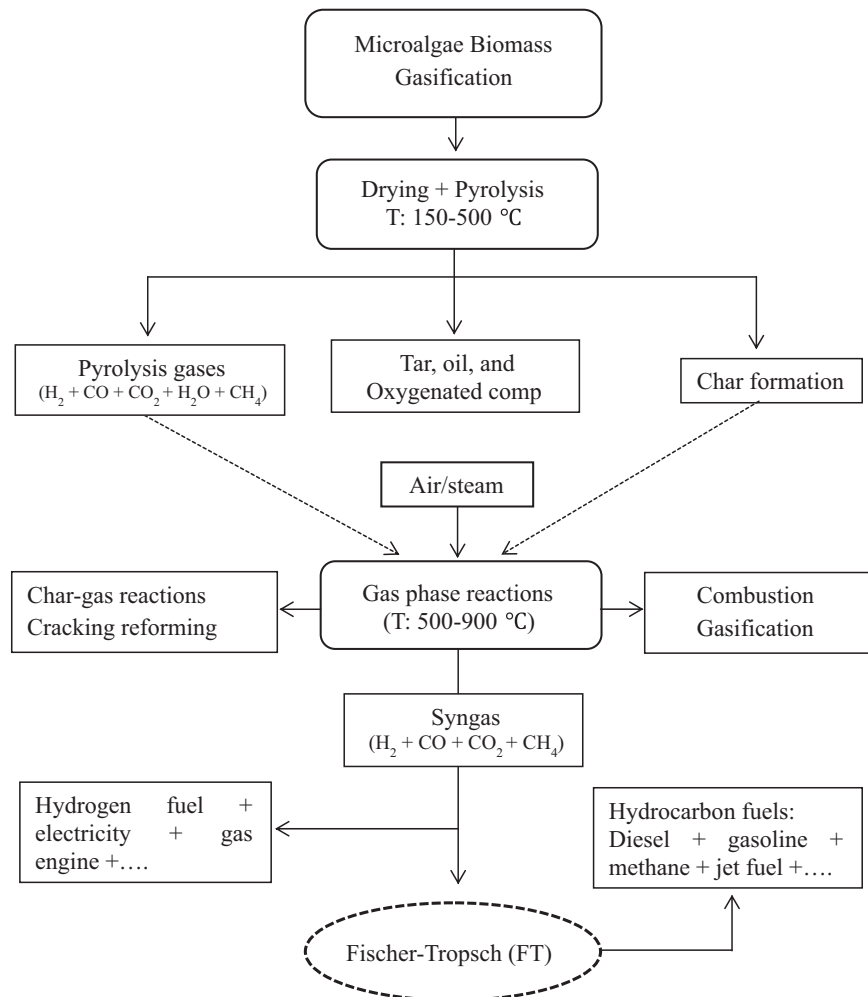 Microalgae Biomass
Gasification
Drying + Pyrolysis
T: 150-500 °C
Pyrolysis gases
(H₂ + CO + CO₂ + H₂O + CH₄)
Tar, oil, and
Oxygenated comp
Char formation
Air/steam
Char-gas reactions
Cracking reforming
Gas phase reactions
(T: 500-900 °C)
Combustion
Gasification
Syngas
(H₂ + CO + CO₂ + CH₄)
Hydrogen fuel +
electricity + gas
engine +….
Hydrocarbon fuels:
Diesel + gasoline +
methane + jet fuel +….
Fischer-Tropsch (FT)